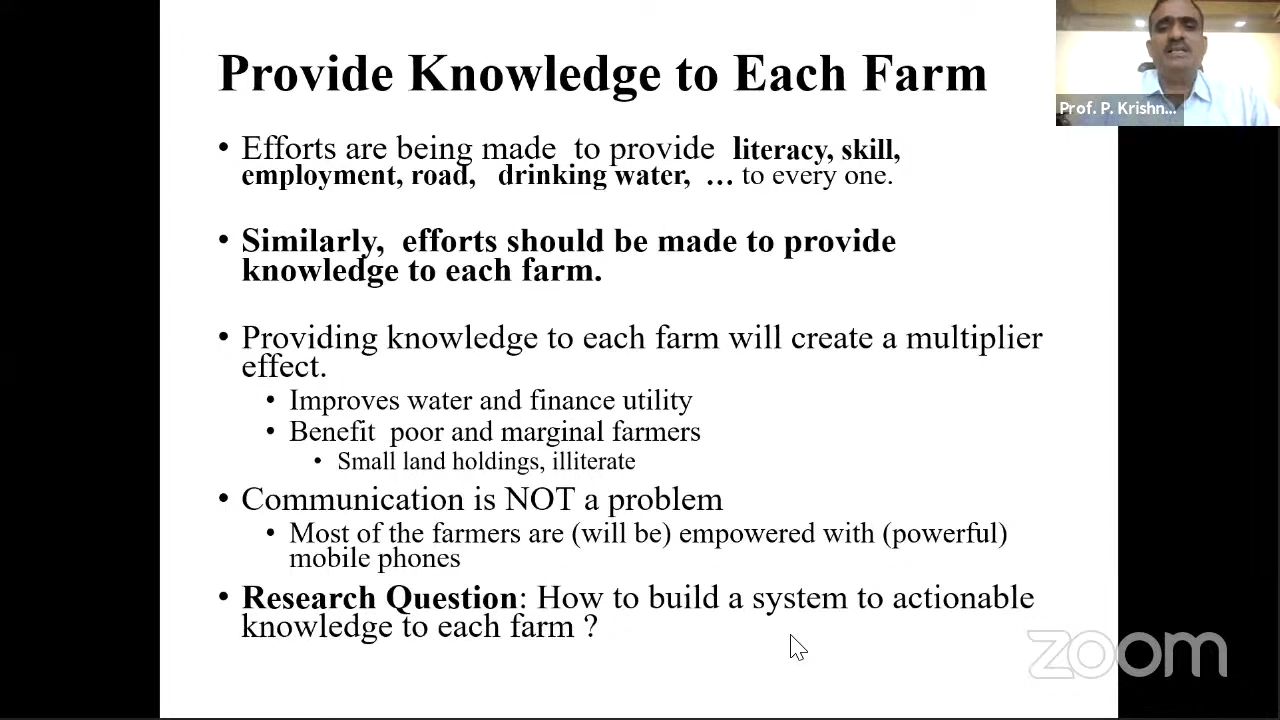 Provide Knowledge to Each Farm
Prof. P. Krishn...
• Efforts are being made to provide literacy, skill,
employment, road, drinking water, … to every one.
• Similarly, efforts should be made to provide
knowledge to each farm.
• Providing knowledge to each farm will create a multiplier
effect.
• Improves water and finance utility
• Benefit poor and marginal farmers
• Small land holdings, illiterate
• Communication is NOT a problem
• Most of the farmers are (will be) empowered with (powerful)
mobile phones
• Research Question: How to build a system to actionable
knowledge to each farm ?
zoom